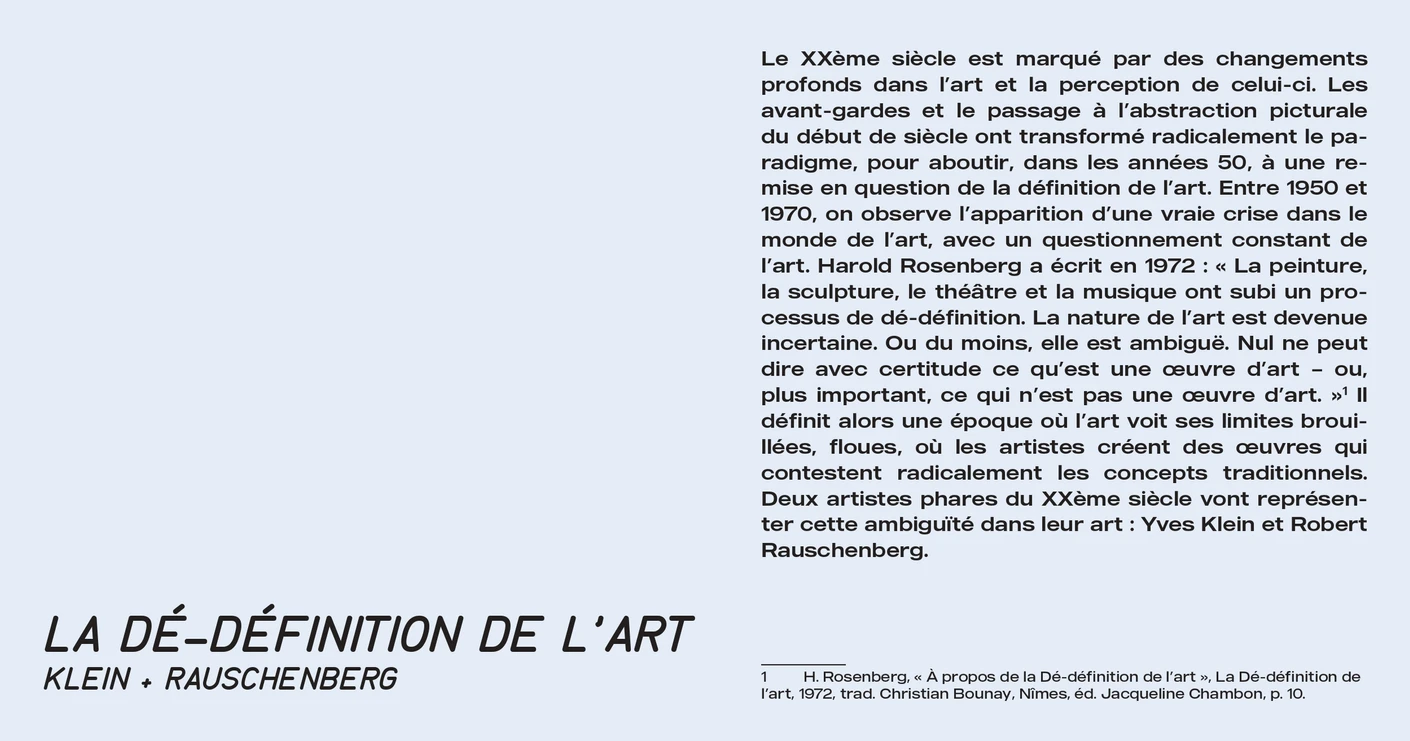 LA DÉ-DÉFINITION DE L'ART
KLEIN + RAUSCHENBERG
Le XXème siècle est marqué par des changements
profonds dans l'art et la perception de celui-ci. Les
avant-gardes et le passage à l'abstraction picturale
du début de siècle ont transformé radicalement le pa-
radigme, pour aboutir, dans les années 50, à une re-
mise en question de la définition de l'art. Entre 1950 et
1970, on observe l'apparition d'une vraie crise dans le
monde de l'art, avec un questionnement constant de
l'art. Harold Rosenberg a écrit en 1972 : « La peinture,
la sculpture, le théâtre et la musique ont subi un pro-
cessus de dé-définition. La nature de l'art est devenue
incertaine. Ou du moins, elle est ambiguë. Nul ne peut
dire avec certitude ce qu'est une œuvre d'art – ou,
plus important, ce qui n'est pas une œuvre d'art. »¹ Il
définit alors une époque où l'art voit ses limites broui-
llées, floues, où les artistes créent des œuvres qui
contestent radicalement les concepts traditionnels.
Deux artistes phares du XXème siècle vont représen-
ter cette ambiguïté dans leur art : Yves Klein et Robert
Rauschenberg.
1 H. Rosenberg, « À propos de la Dé-définition de l'art », La Dé-définition de
l'art, 1972, trad. Christian Bounay, Nîmes, éd. Jacqueline Chambon, p. 10.